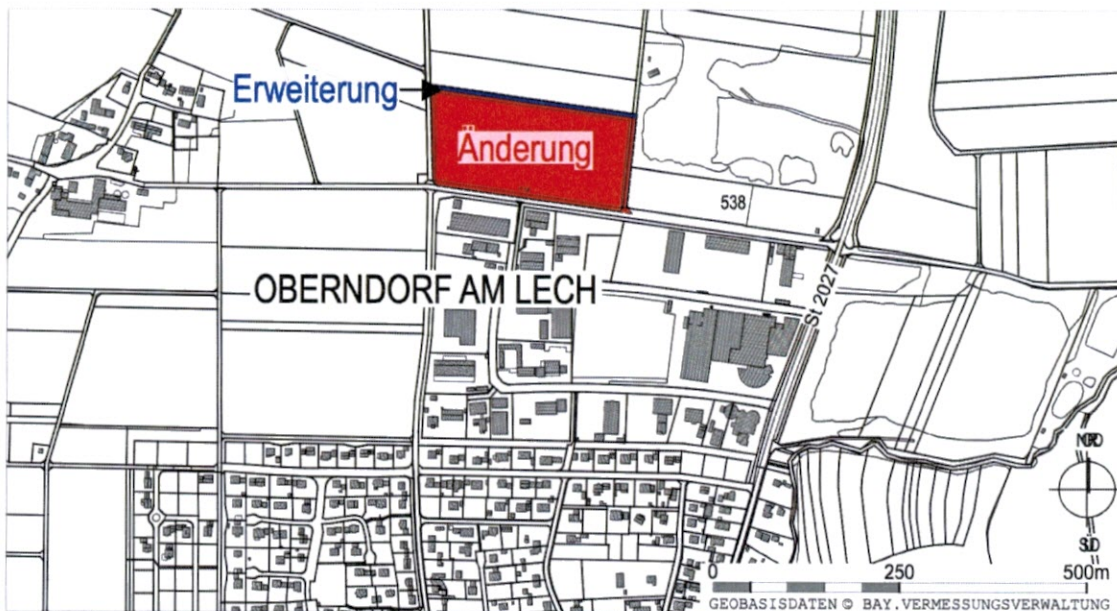 Erweiterung
Änderung
538
OBERNDORF AM LECH
St 2027
NORD
SÜD
0 250 500m
GEOBASISDATEN © BAY. VERMESSUNGSVERWALTUNG